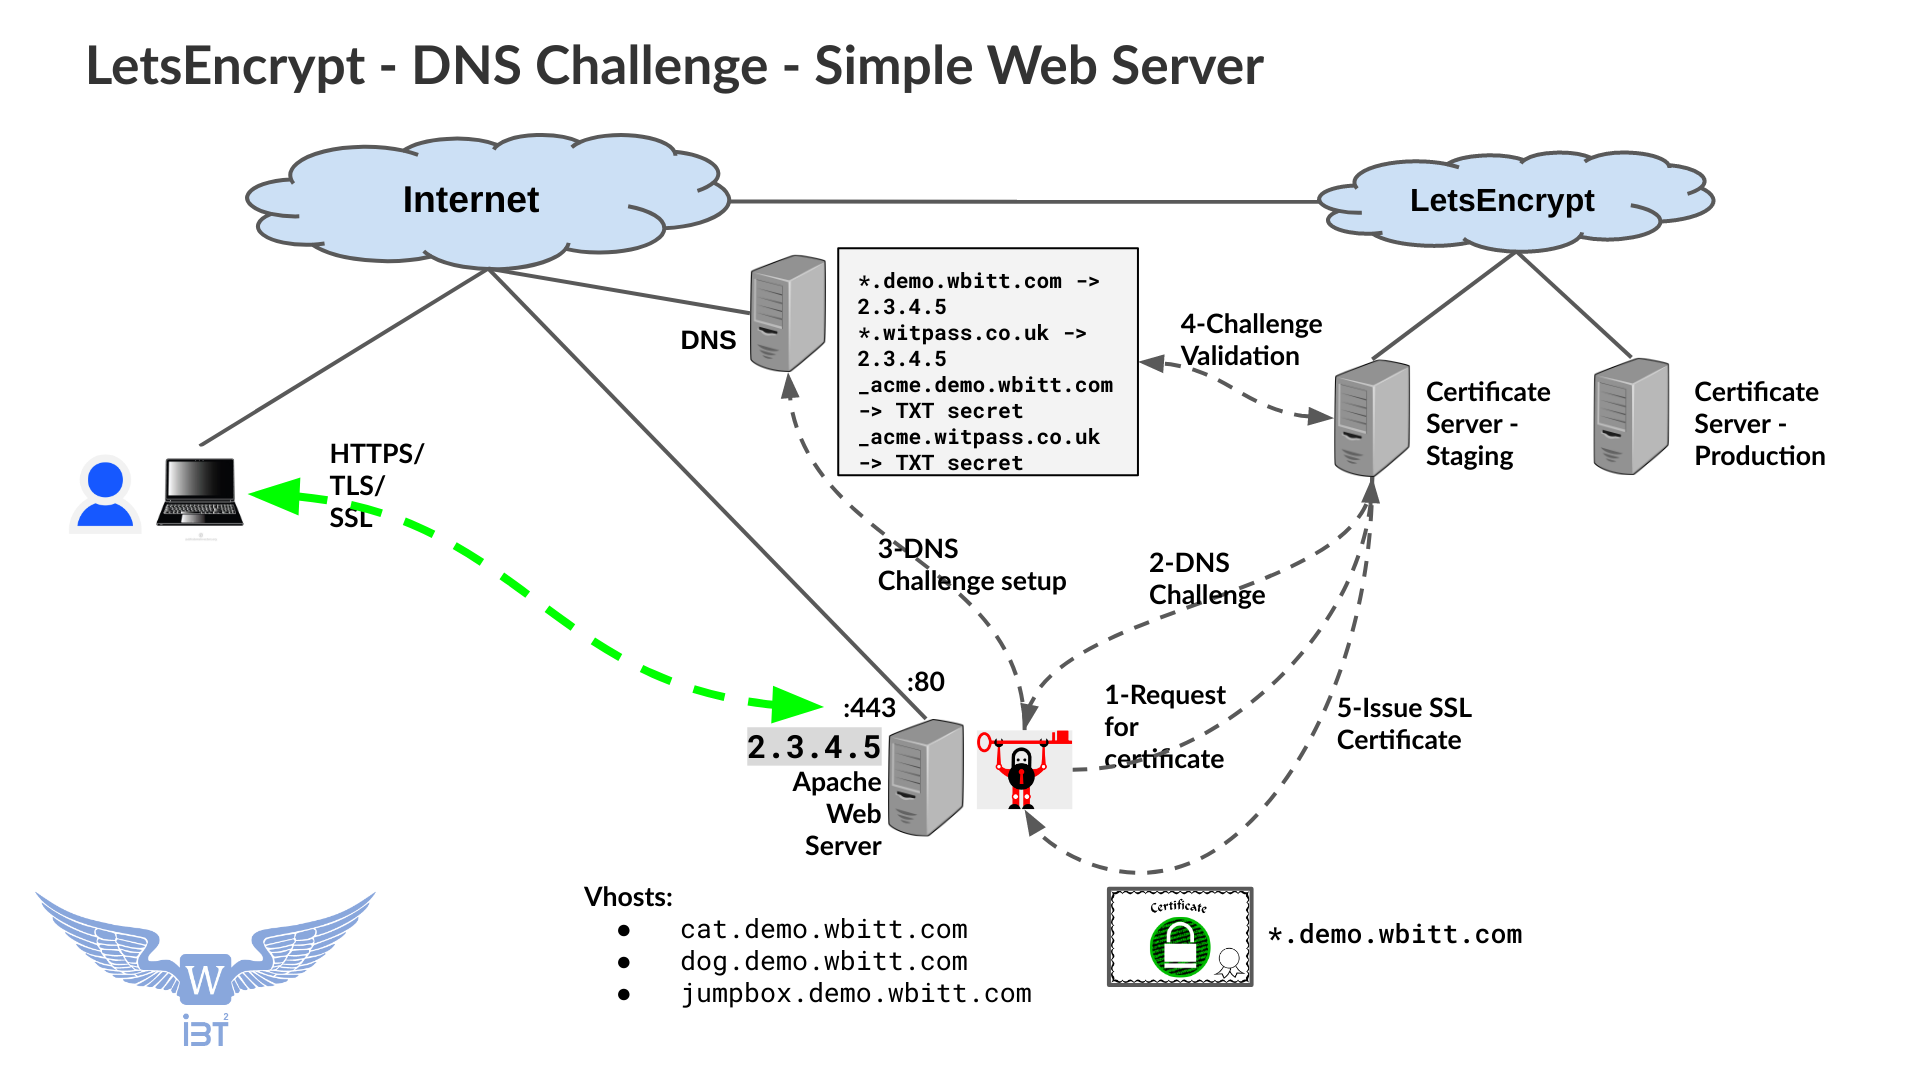 LetsEncrypt - DNS Challenge - Simple Web Server
Internet
LetsEncrypt
*.demo.wbitt.com ->
2.3.4.5
*.witpass.co.uk ->
2.3.4.5
_acme.demo.wbitt.com
-> TXT secret
_acme.witpass.co.uk
-> TXT secret
DNS
4-Challenge
Validation
Certificate
Server -
Staging
Certificate
Server -
Production
HTTPS/
TLS/
SSL
3-DNS
Challenge setup
2-DNS
Challenge
:80
:443
2.3.4.5
Apache
Web
Server
1-Request
for
certificate
5-Issue SSL
Certificate
Vhosts:
● cat.demo.wbitt.com
● dog.demo.wbitt.com
● jumpbox.demo.wbitt.com
Certificate
*.demo.wbitt.com
W
iBT²